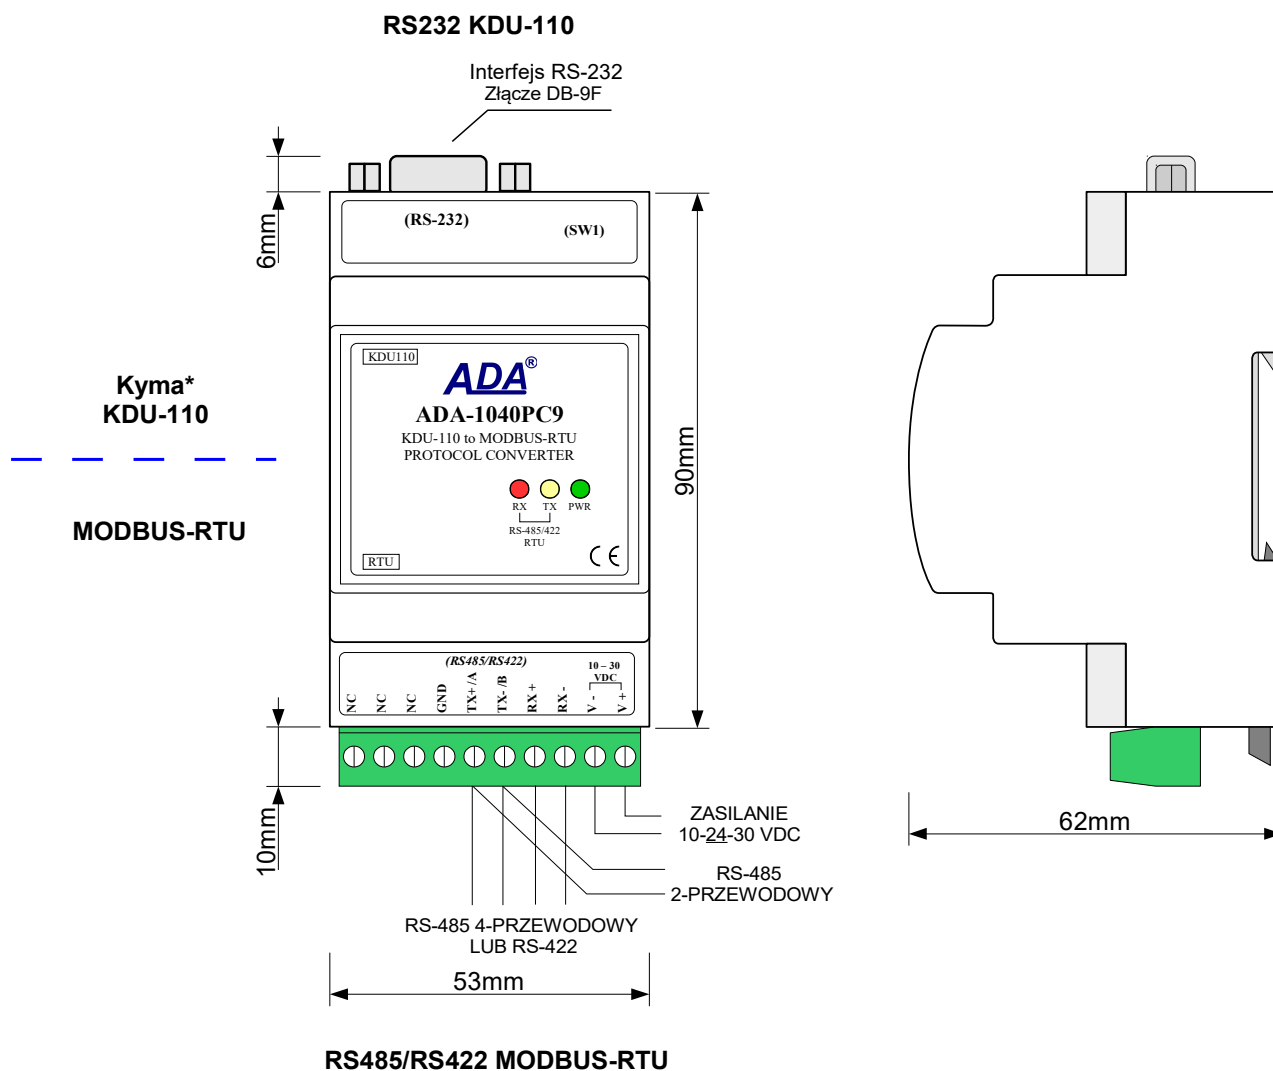 RS232 KDU-110
Interfejs RS-232
Złącze DB-9F
6mm
(RS-232)
(SW1)
Kyma*
KDU-110
MODBUS-RTU
KDU110
ADA®
ADA-1040PC9
KDU-110 to MODBUS-RTU
PROTOCOL CONVERTER
RX TX PWR
RS-485/422
RTU
RTU
CE
90mm
(RS485/RS422)
10 – 30
VDC
NC
NC
NC
GND
TX+ /A
TX- /B
RX +
RX -
V -
V +
10mm
ZASILANIE
10-24-30 VDC
RS-485
2-PRZEWODOWY
RS-485 4-PRZEWODOWY
LUB RS-422
53mm
62mm
RS485/RS422 MODBUS-RTU